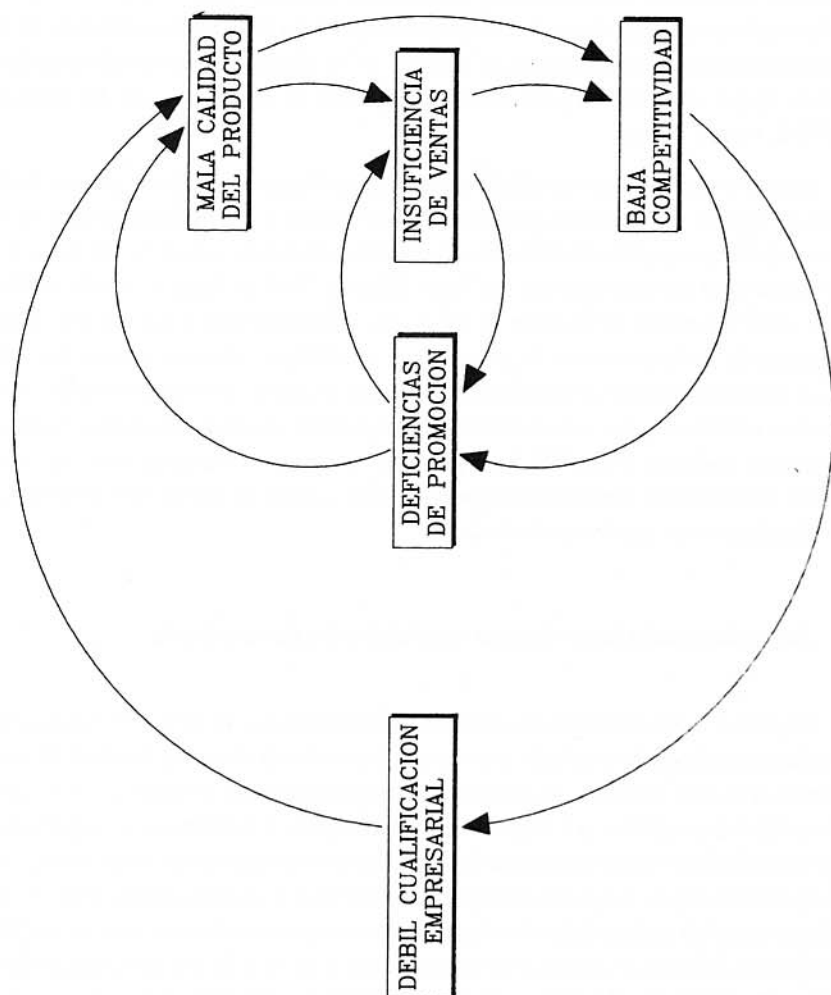 MALA CALIDAD
DEL PRODUCTO
INSUFICIENCIA
DE VENTAS
BAJA
COMPETITIVIDAD
DEFICIENCIAS
DE PROMOCION
DEBIL CUALIFICACION
EMPRESARIAL